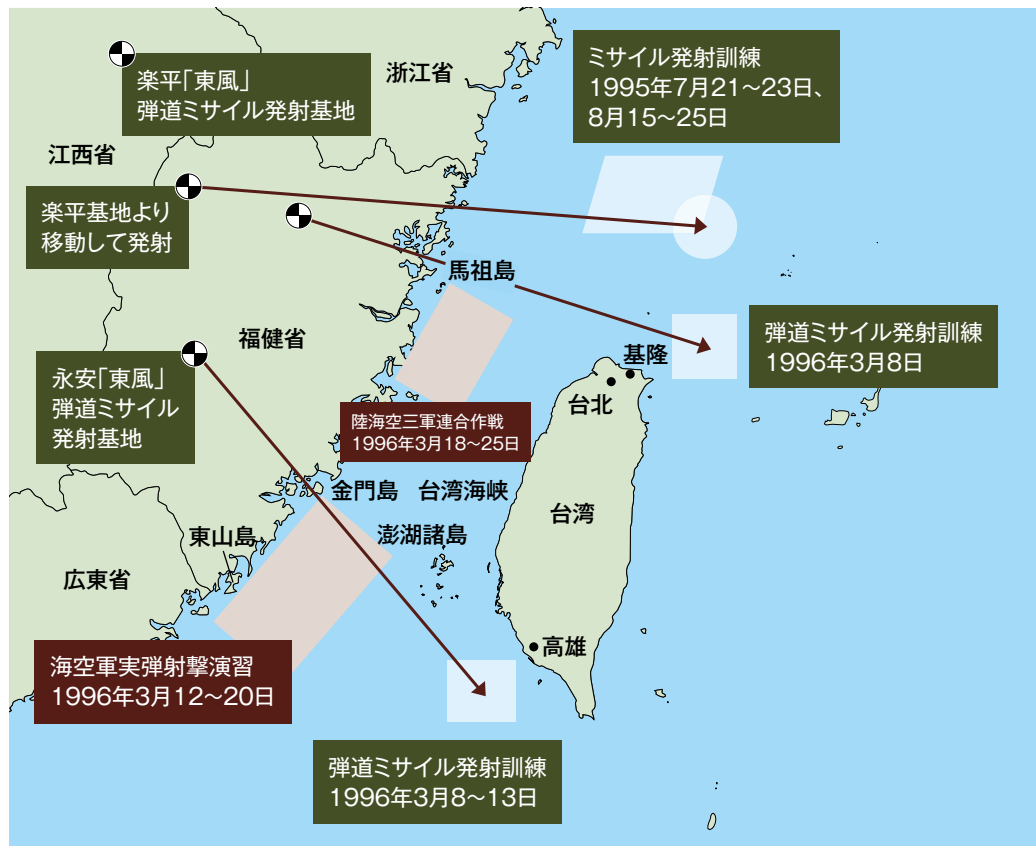 楽平「東風」
弾道ミサイル発射基地
浙江省
ミサイル発射訓練
1995年7月21～23日、
8月15～25日
江西省
楽平基地より
移動して発射
馬祖島
福健省
弾道ミサイル発射訓練
1996年3月8日
基隆
台北
永安「東風」
弾道ミサイル
発射基地
陸海空三軍連合作戦
1996年3月18～25日
金門島
台湾海峡
台湾
東山島
澎湖諸島
広東省
高雄
海空軍実弾射撃演習
1996年3月12～20日
弾道ミサイル発射訓練
1996年3月8～13日